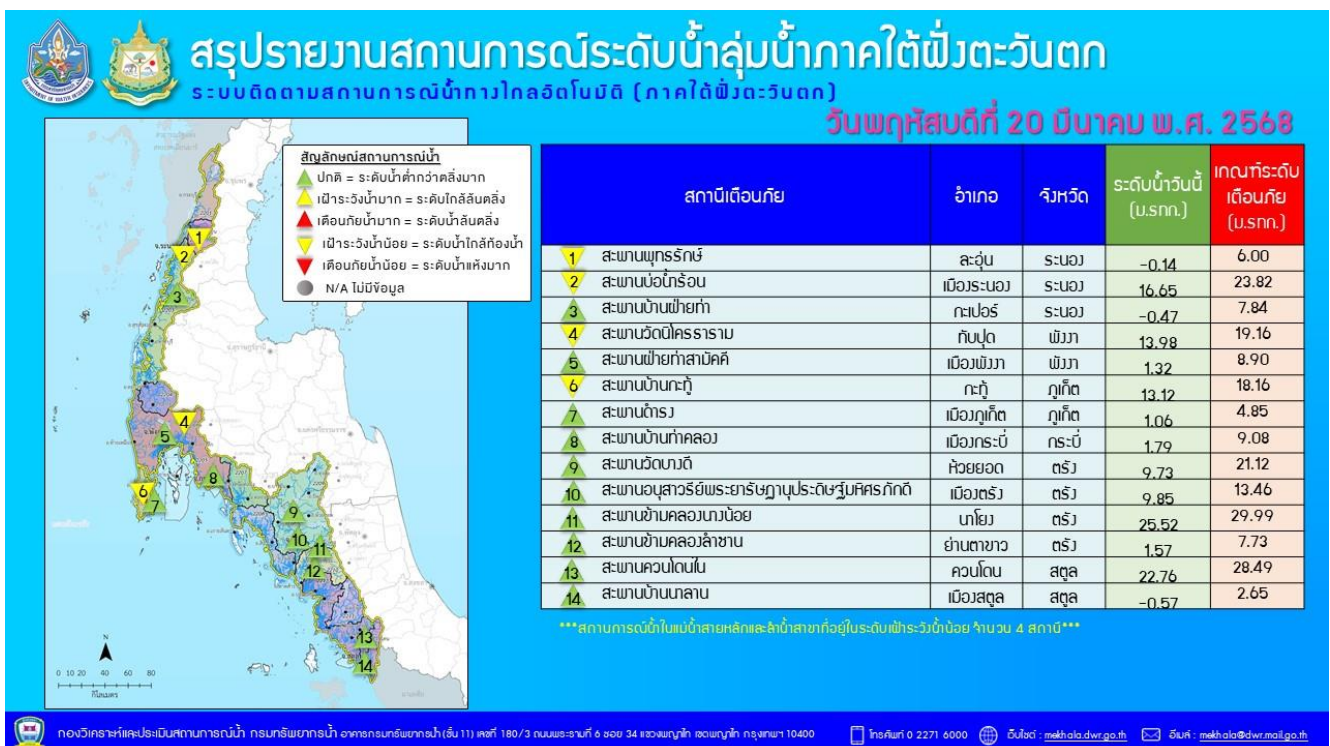 สรุปรายงานสถานการณ์ระดับน้ำลุ่มน้ำภาคใต้ฝั่งตะวันตก
ระบบติดตามสถานการณ์น้ำทางไกลอัตโนมัติ (ภาคใต้ฝั่งตะวันตก)
วันพฤหัสบดีที่ 20 มีนาคม พ.ศ. 2568
สัญลักษณ์สถานการณ์น้ำ
ปกติ = ระดับน้ำต่ำกว่าตลิ่งมาก
เฝ้าระวังน้ำมาก = ระดับใกล้ล้นตลิ่ง
เตือนภัยน้ำมาก = ระดับน้ำล้นตลิ่ง
เฝ้าระวังน้ำน้อย = ระดับน้ำใกล้ท้องน้ำ
เตือนภัยน้ำน้อย = ระดับน้ำแห้งมาก
N/A ไม่มีข้อมูล
1
2
3
4
5
6
7
8
9
10
11
12
13
14
N
0 10 20 40 60 80
กิโลเมตร
สถานีเตือนภัย อำเภอ จังหวัด ระดับน้ำวันนี้ (ม.รทก.) เกณฑ์ระดับเตือนภัย (ม.รทก.)
1 สะพานพุทธรักษ์ ละอุ่น ระนอง -0.14 6.00
2 สะพานบ่อน้ำร้อน เมืองระนอง ระนอง 16.65 23.82
3 สะพานบ้านฝ่ายท่า กะเปอร์ ระนอง -0.47 7.84
4 สะพานวัดนิโครธาราม ทับปุด พังงา 13.98 19.16
5 สะพานฝ่ายท่าสามัคคี เมืองพังงา พังงา 1.32 8.90
6 สะพานบ้านกะทู้ กะทู้ ภูเก็ต 13.12 18.16
7 สะพานดำรง เมืองภูเก็ต ภูเก็ต 1.06 4.85
8 สะพานบ้านท่าคลอง เมืองกระบี่ กระบี่ 1.79 9.08
9 สะพานวัดบางดี ห้วยยอด ตรัง 9.73 21.12
10 สะพานอนุสาวรีย์พระยารัษฎานุประดิษฐ์มหิศรภักดี เมืองตรัง ตรัง 9.85 13.46
11 สะพานข้ามคลองนางน้อย นาโยง ตรัง 25.52 29.99
12 สะพานข้ามคลองลำชาน ย่านตาขาว ตรัง 1.57 7.73
13 สะพานควนโดนใน ควนโดน สตูล 22.76 28.49
14 สะพานบ้านนาลาน เมืองสตูล สตูล -0.57 2.65
***สถานการณ์น้ำในแม่น้ำสายหลักและลำน้ำสาขาที่อยู่ในระดับเฝ้าระวังน้ำน้อย จำนวน 4 สถานี***
กองวิเคราะห์และประเมินสถานการณ์น้ำ กรมทรัพยากรน้ำ อาคารกรมทรัพยากรน้ำ (ชั้น 11) เลขที่ 180/3 ถนนพระรามที่ 6 ซอย 34 แขวงพญาไท เขตพญาไท กรุงเทพฯ 10400 โทรศัพท์ 0 2271 6000 เว็บไซต์ : mekhala.dwr.go.th อีเมล์ : mekhala@dwr.mail.go.th